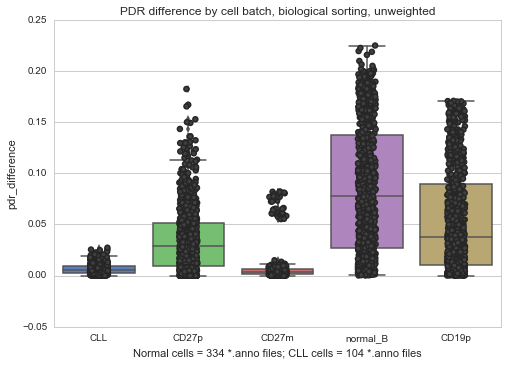 PDR difference by cell batch, biological sorting, unweighted
0.25
0.20
0.15
0.10
0.05
0.00
−0.05
pdr_difference
CLL CD27p CD27m normal_B CD19p
Normal cells = 334 *.anno files; CLL cells = 104 *.anno files